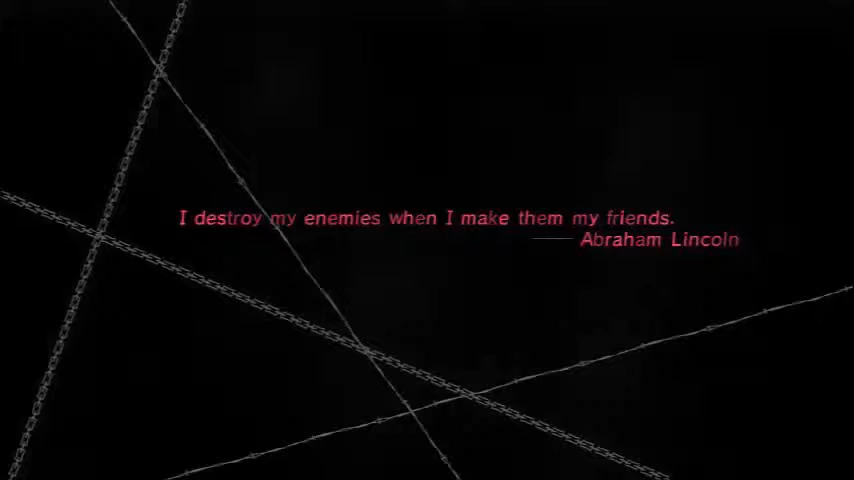 I destroy my enemies when I make them my friends.
—— Abraham Lincoln